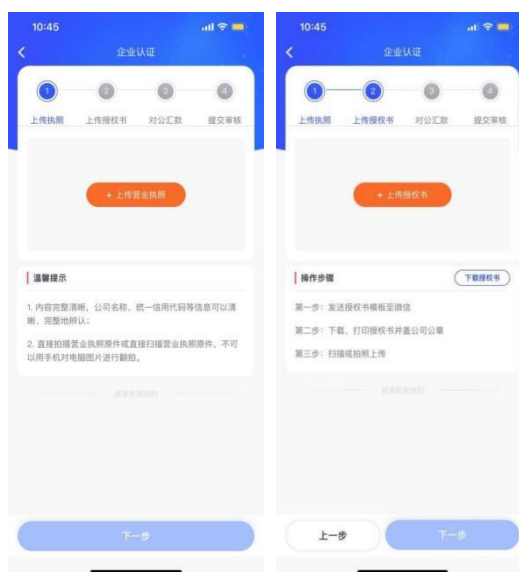 10:45
企业认证
1
2
3
4
上传执照
上传授权书
对公汇款
提交审核
+ 上传营业执照
温馨提示
1. 内容完整清晰，公司名称、统一信用代码等信息可以清
晰、完整地辨认；
2. 直接拍摄营业执照原件或直接扫描营业执照原件，不可
以用手机对电脑图片进行翻拍。
下一步
10:45
企业认证
1
2
3
4
上传执照
上传授权书
对公汇款
提交审核
+ 上传授权书
操作步骤
下载授权书
第一步：发送授权书模板至微信
第二步：下载、打印授权书并盖公司公章
第三步：扫描或拍照上传
上一步
下一步